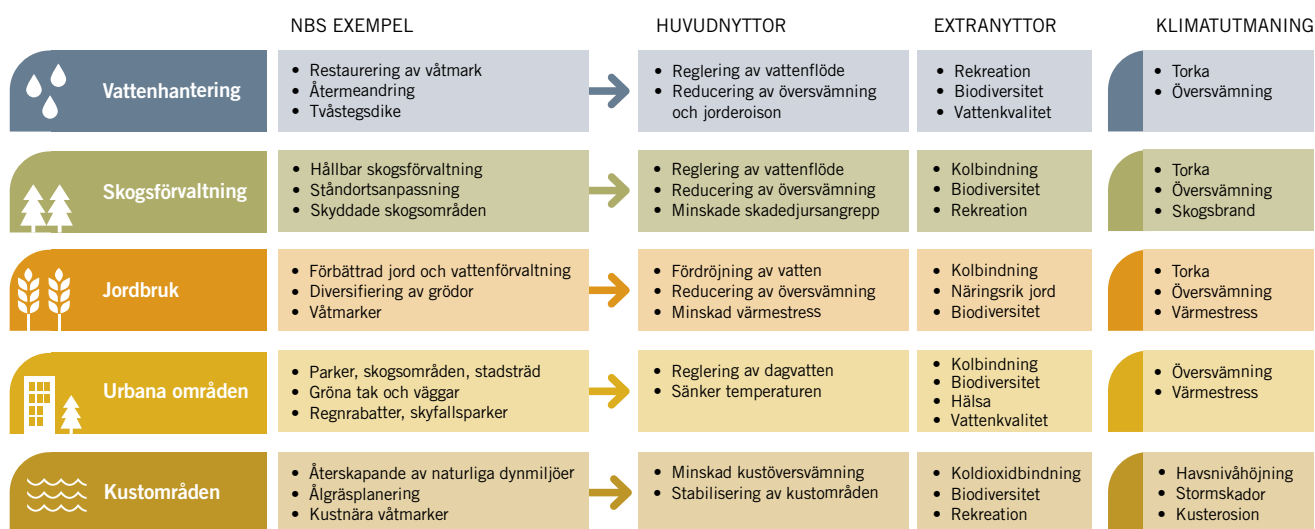 NBS EXEMPEL
HUVUDNYTTOR
EXTRANYTTOR
KLIMATUTMANING
Vattenhantering
• Restaurering av våtmark
• Återmeandring
• Tvåstegsdike
• Reglering av vattenflöde
• Reducering av översvämning
och jorderoison
• Rekreation
• Biodiversitet
• Vattenkvalitet
• Torka
• Översvämning
Skogsförvaltning
• Hållbar skogsförvaltning
• Ståndortsanpassning
• Skyddade skogsområden
• Reglering av vattenflöde
• Reducering av översvämning
• Minskade skadedjursangrepp
• Kolbindning
• Biodiversitet
• Rekreation
• Torka
• Översvämning
• Skogsbrand
Jordbruk
• Förbättrad jord och vattenförvaltning
• Diversifiering av grödor
• Våtmarker
• Fördröjning av vatten
• Reducering av översvämning
• Minskad värmestress
• Kolbindning
• Näringsrik jord
• Biodiversitet
• Torka
• Översvämning
• Värmestress
Urbana områden
• Parker, skogsområden, stadsträd
• Gröna tak och väggar
• Regnrabatter, skyfallsparker
• Reglering av dagvatten
• Sänker temperaturen
• Kolbindning
• Biodiversitet
• Hälsa
• Vattenkvalitet
• Översvämning
• Värmestress
Kustområden
• Återskapande av naturliga dynmiljöer
• Ålgräsplanering
• Kustnära våtmarker
• Minskad kustöversvämning
• Stabilisering av kustområden
• Koldioxidbindning
• Biodiversitet
• Rekreation
• Havsnivåhöjning
• Stormskador
• Kusterosion